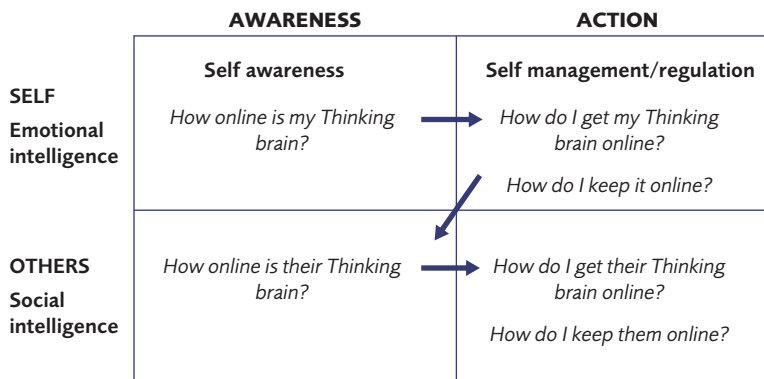 AWARENESS
ACTION
SELF
Emotional
intelligence
Self awareness
How online is my Thinking
brain?
Self management/regulation
How do I get my Thinking
brain online?
How do I keep it online?
OTHERS
Social
intelligence
How online is their Thinking
brain?
How do I get their Thinking
brain online?
How do I keep them online?